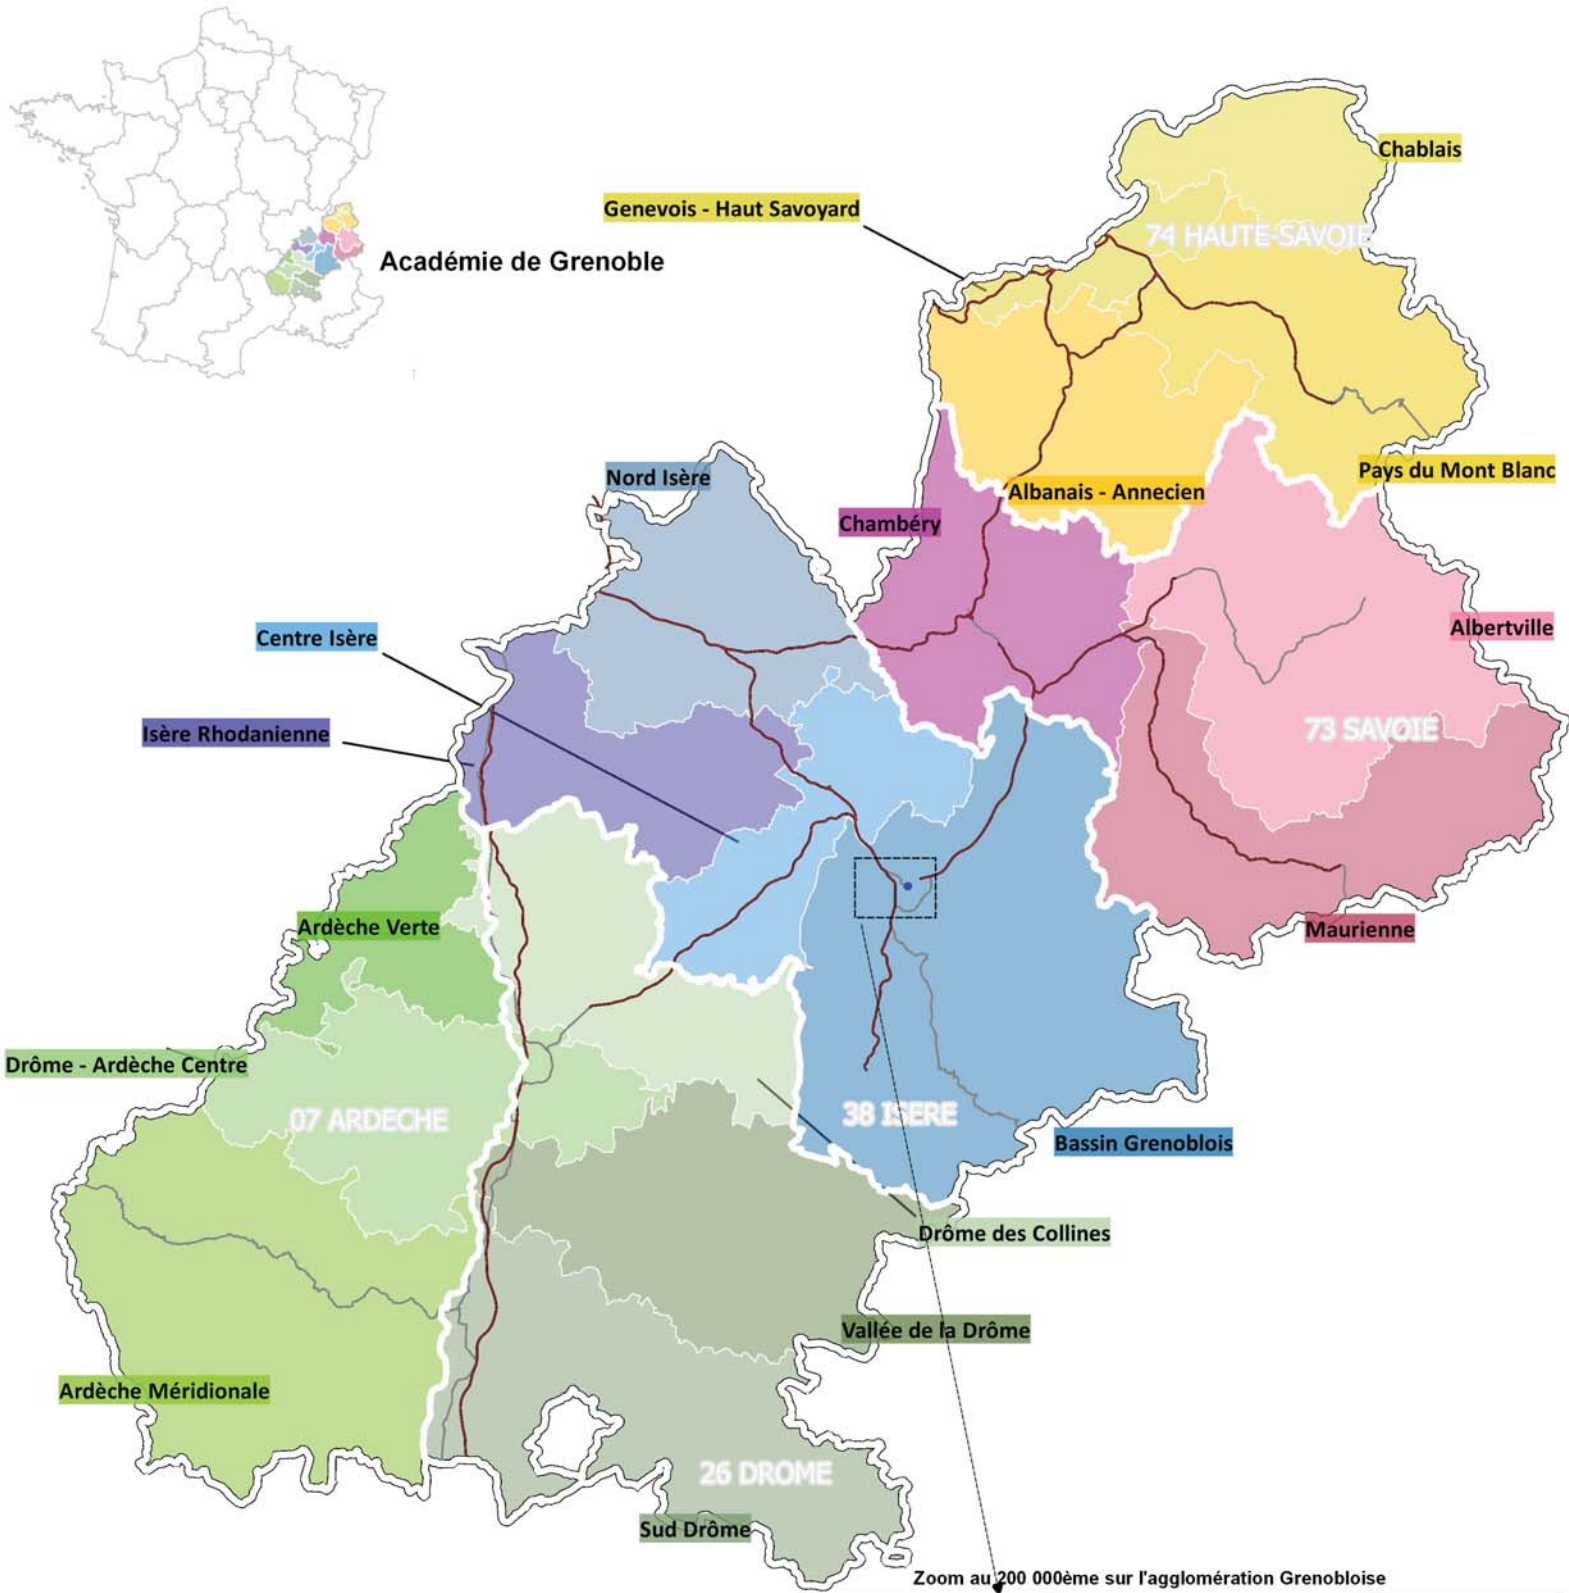 Chablais
Genevois - Haut Savoyard
74 HAUTE-SAVOIE
Académie de Grenoble
Nord Isère
Pays du Mont Blanc
Albanais - Annecien
Chambéry
Centre Isère
Albertville
Isère Rhodanienne
73 SAVOIE
Ardèche Verte
Maurienne
Drôme - Ardèche Centre
07 ARDECHE
38 ISERE
Bassin Grenoblois
Drôme des Collines
Vallée de la Drôme
Ardèche Méridionale
26 DROME
Sud Drôme
Zoom au 200 000ème sur l'agglomération Grenobloise